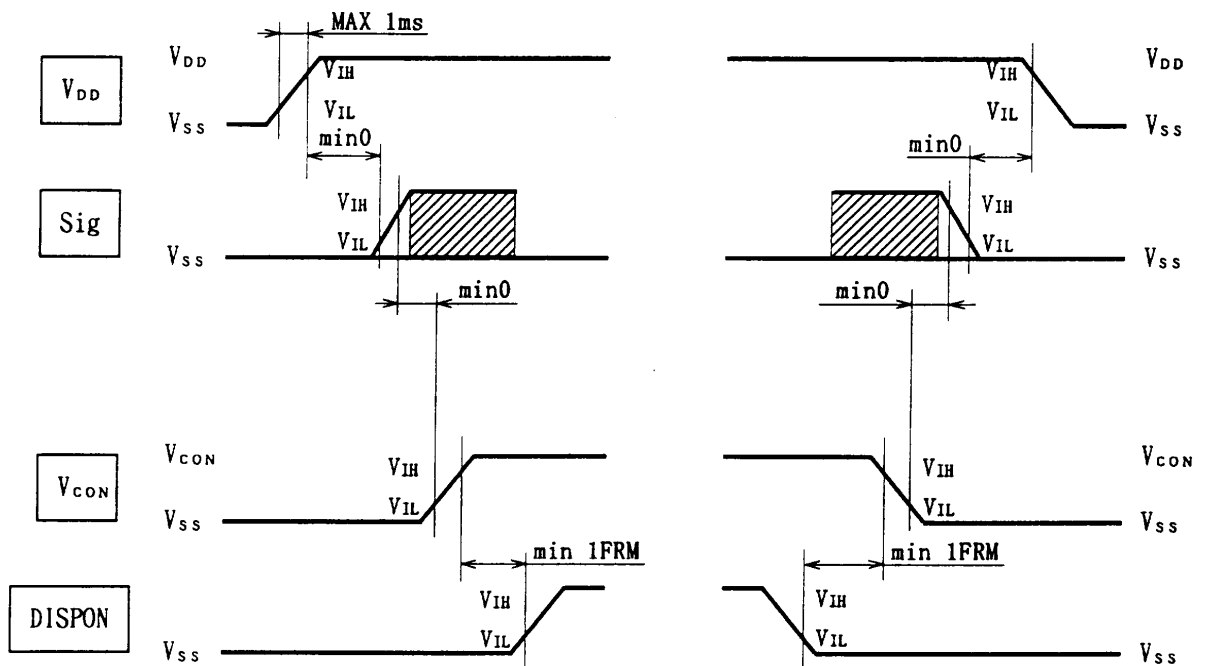 MAX 1ms
VDD
VDD
VIH
VIH
VDD
VDD
VIL
VIL
VSS
VSS
min0
min0
Sig
VIH
VIH
VIL
VIL
VSS
VSS
min0
min0
VCON
VCON
VIH
VIH
VCON
VIL
VIL
VSS
VSS
min 1FRM
min 1FRM
DISPON
VIH
VIH
VIL
VIL
VSS
VSS